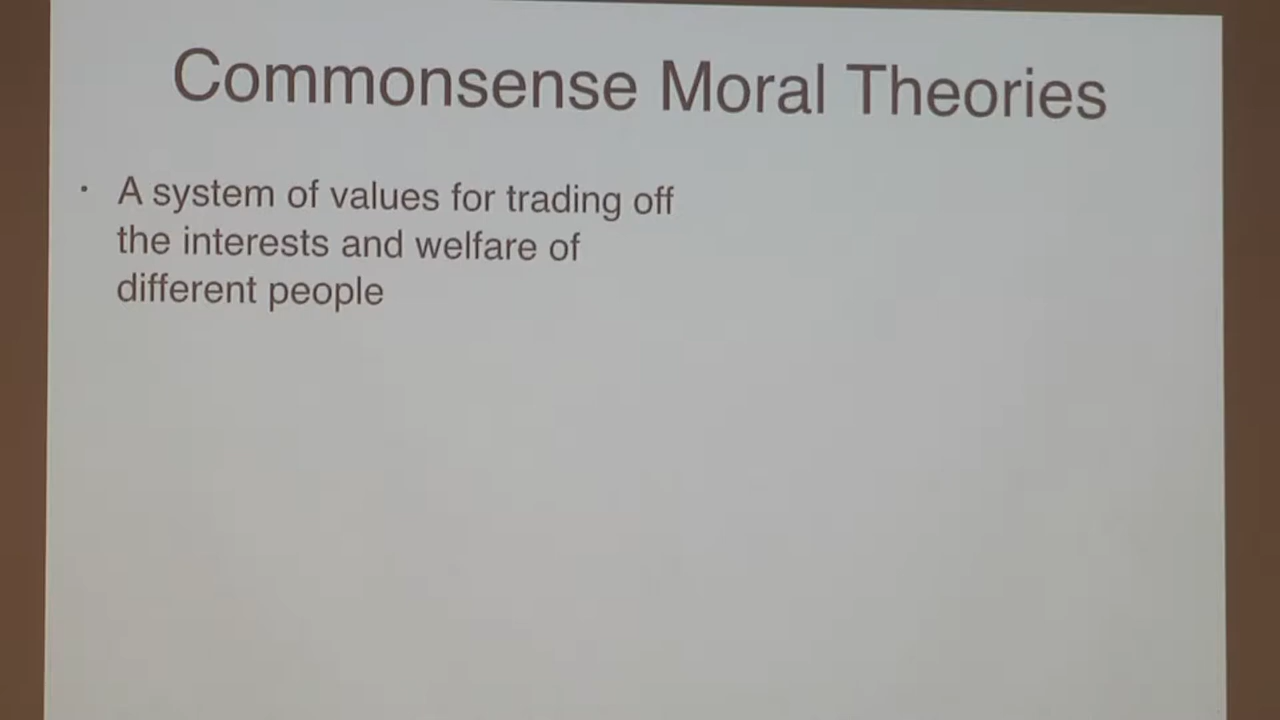 Commonsense Moral Theories
· A system of values for trading off
the interests and welfare of
different people